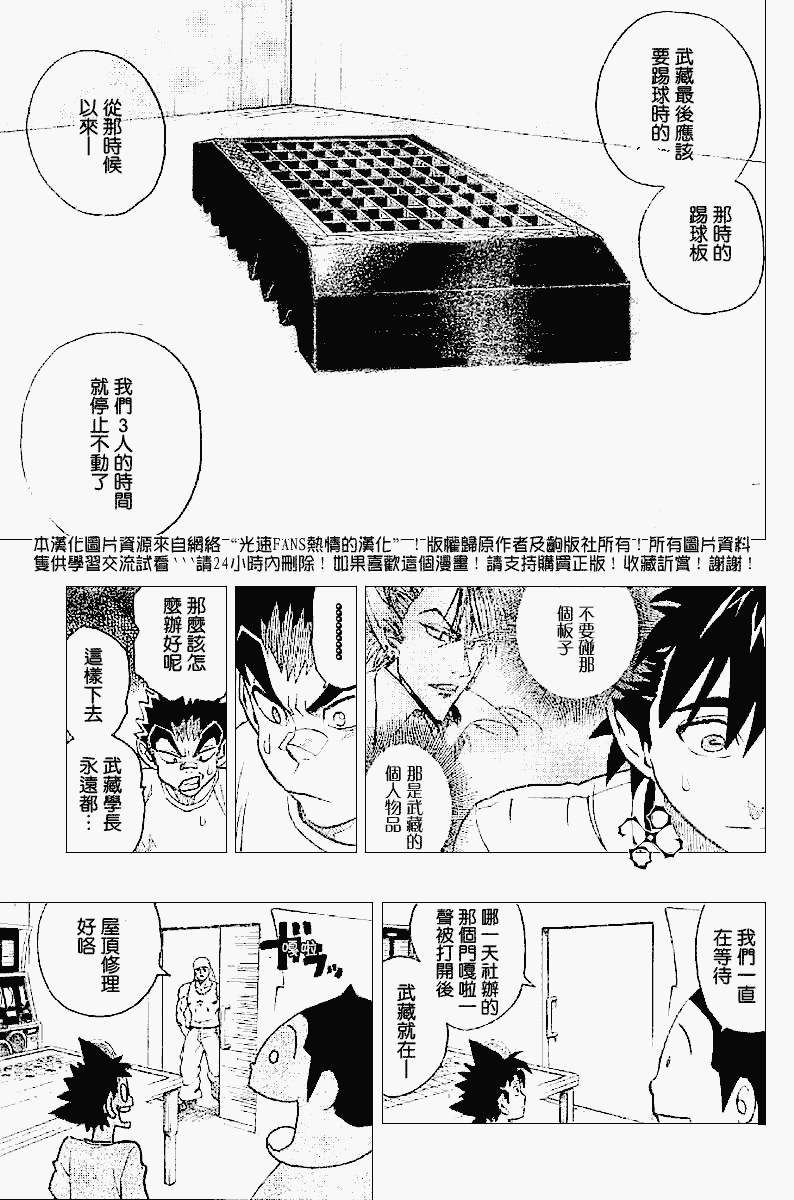 武藏最後應該
要踢球時的
那時的
踢球板
從那時候
以來—
我們3人的時間
就停止不動了
本漢化圖片資源來自網絡 “光速FANS熱情的漢化” ！版權歸原作者及齣版社所有！所有圖片資料
隻供學習交流試看```請24小時內刪除！如果喜歡這個漫畫！請支持購買正版！收藏訢賞！謝謝！
不要碰那
個板子
那是武藏的
個人物品
。。。。。。。。。
那麼該怎
麼辦好呢
這樣下去
武藏學長
永遠都…
我們一直
在等待
哪一天社辦的
那個門嘎啦一
聲被打開後
武藏就在—
嘎啦
ガラッ
屋頂修理
好咯